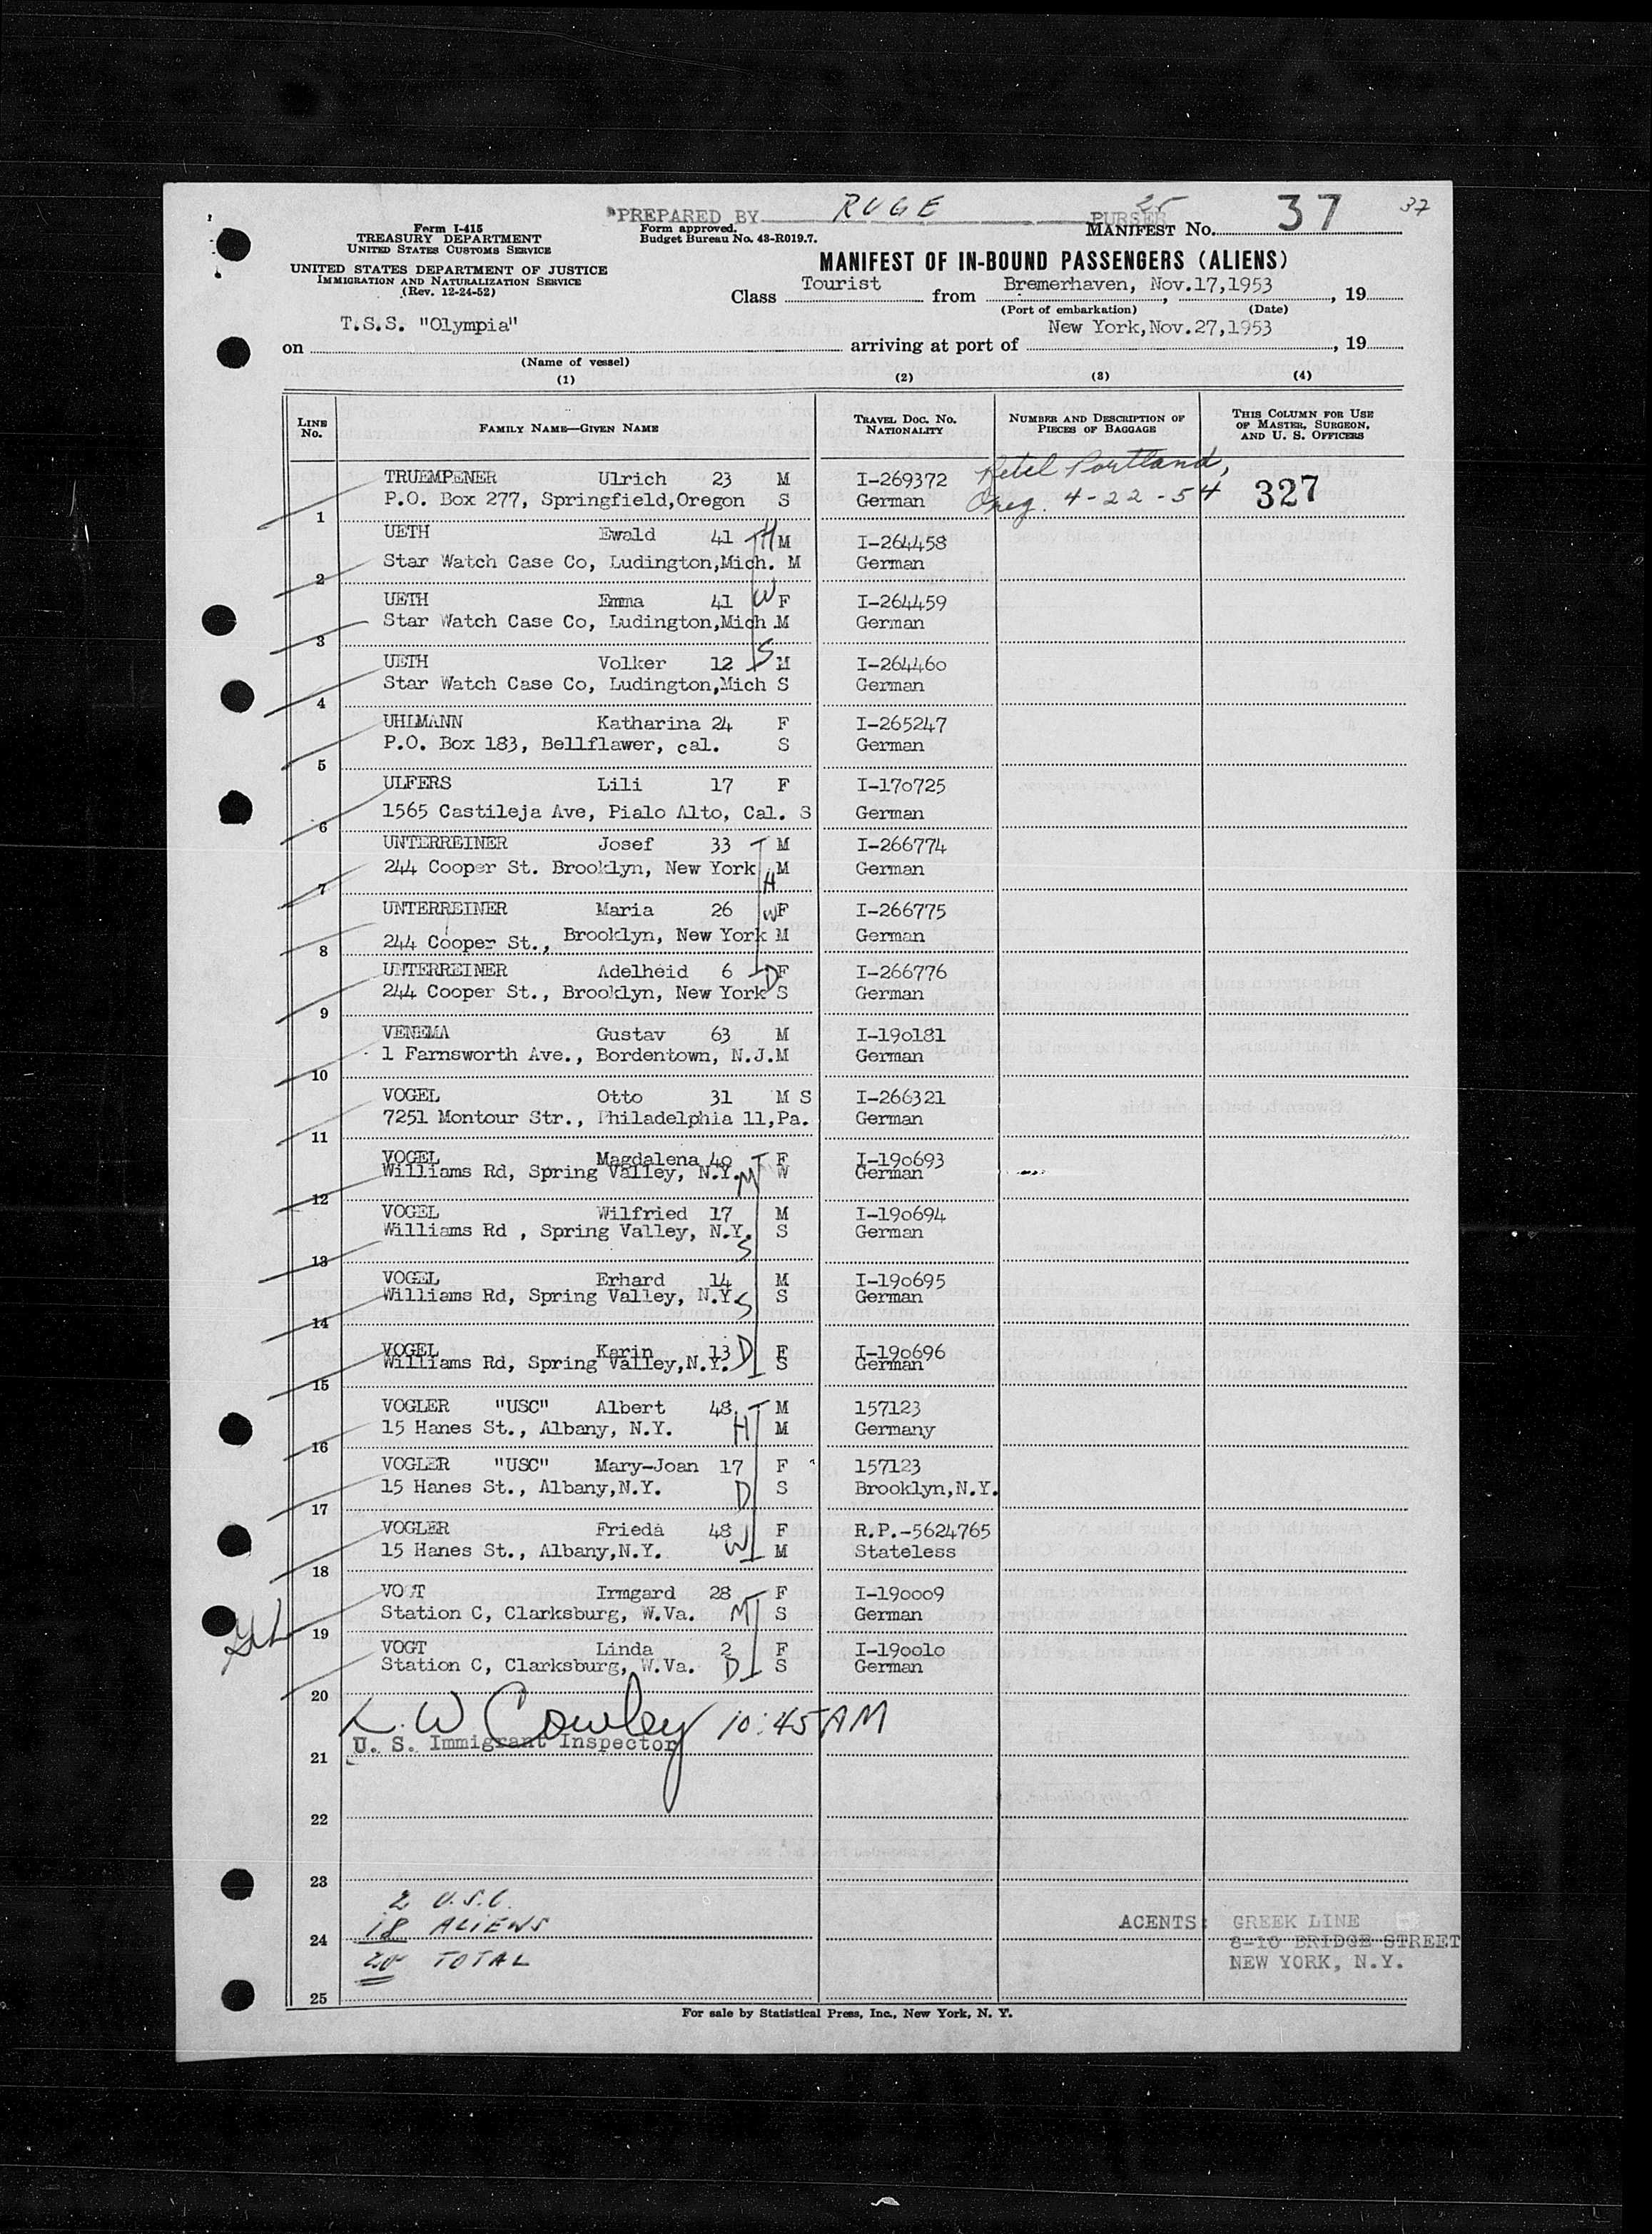 PREPARED BY RUGE PURSER 25
Form I-415
TREASURY DEPARTMENT
UNITED STATES CUSTOMS SERVICE
UNITED STATES DEPARTMENT OF JUSTICE
IMMIGRATION AND NATURALIZATION SERVICE
(Rev. 12-24-52)
Form approved.
Budget Bureau No. 43-R019.7.
MANIFEST No. 37 37
MANIFEST OF IN-BOUND PASSENGERS (ALIENS)
Class Tourist from Bremerhaven, Nov.17,1953, 19
(Port of embarkation) (Date)
on T.S.S. "Olympia" arriving at port of New York,Nov.27,1953, 19
(Name of vessel)
(1) (2) (3) (4)
LINE No. FAMILY NAME—GIVEN NAME TRAVEL DOC. No. NATIONALITY NUMBER AND DESCRIPTION OF PIECES OF BAGGAGE THIS COLUMN FOR USE OF MASTER, SURGEON, AND U. S. OFFICERS
TRUEMPENER Ulrich 23 M I-269372 Portland,
1 P.O. Box 277, Springfield,Oregon S German Oreg. 4-22-54 327
UETH Ewald 41 H M I-264458
2 Star Watch Case Co, Ludington,Mich. M German
UETH Emma 41 W F I-264459
3 Star Watch Case Co, Ludington,Mich M German
UETH Volker 12 S M I-264460
4 Star Watch Case Co, Ludington,Mich S German
UHLMANN Katharina 24 F I-265247
5 P.O. Box 183, Bellflower, cal. S German
ULFERS Lili 17 F I-170725
6 1565 Castileja Ave, Pialo Alto, Cal. S German
UNTERREINER Josef 33 M I-266774
7 244 Cooper St. Brooklyn, New York H M German
UNTERREINER Maria 26 W F I-266775
8 244 Cooper St., Brooklyn, New York M German
UNTERREINER Adelheid 6 D F I-266776
9 244 Cooper St., Brooklyn, New York S German
VENEMA Gustav 63 M I-190181
10 1 Farnsworth Ave., Bordentown, N.J.M German
VOGEL Otto 31 M S I-266321
11 7251 Montour Str., Philadelphia 11,Pa. German
VOGEL Magdalena 40 F I-190693
12 Williams Rd, Spring Valley, N.Y. M W German
VOGEL Wilfried 17 M I-190694
13 Williams Rd , Spring Valley, N.Y. S S German
VOGEL Erhard 14 M I-190695
14 Williams Rd, Spring Valley, N.Y. S S German
VOGEL Karin 13 D F I-190696
15 Williams Rd, Spring Valley,N.Y. S German
VOGLER "USC" Albert 48 M 157123
16 15 Hanes St., Albany, N.Y. H M Germany
VOGLER "USC" Mary-Joan 17 F 157123
17 15 Hanes St., Albany,N.Y. D S Brooklyn,N.Y.
VOGLER Frieda 48 F R.P.-5624765
18 15 Hanes St., Albany,N.Y. W M Stateless
VOGT Irmgard 28 F I-190009
19 Station C, Clarksburg, W.Va. M S German
VOGT Linda 2 F I-190010
20 Station C, Clarksburg, W.Va. D S German
L. W Cowley 10:45 AM
21 U. S. Immigrant Inspector
22
23
2 U.S.C.
24 18 ALIENS
20 TOTAL
25
AGENTS: GREEK LINE
8-10 BRIDGE STREET
NEW YORK, N.Y.
For sale by Statistical Press, Inc., New York, N. Y.